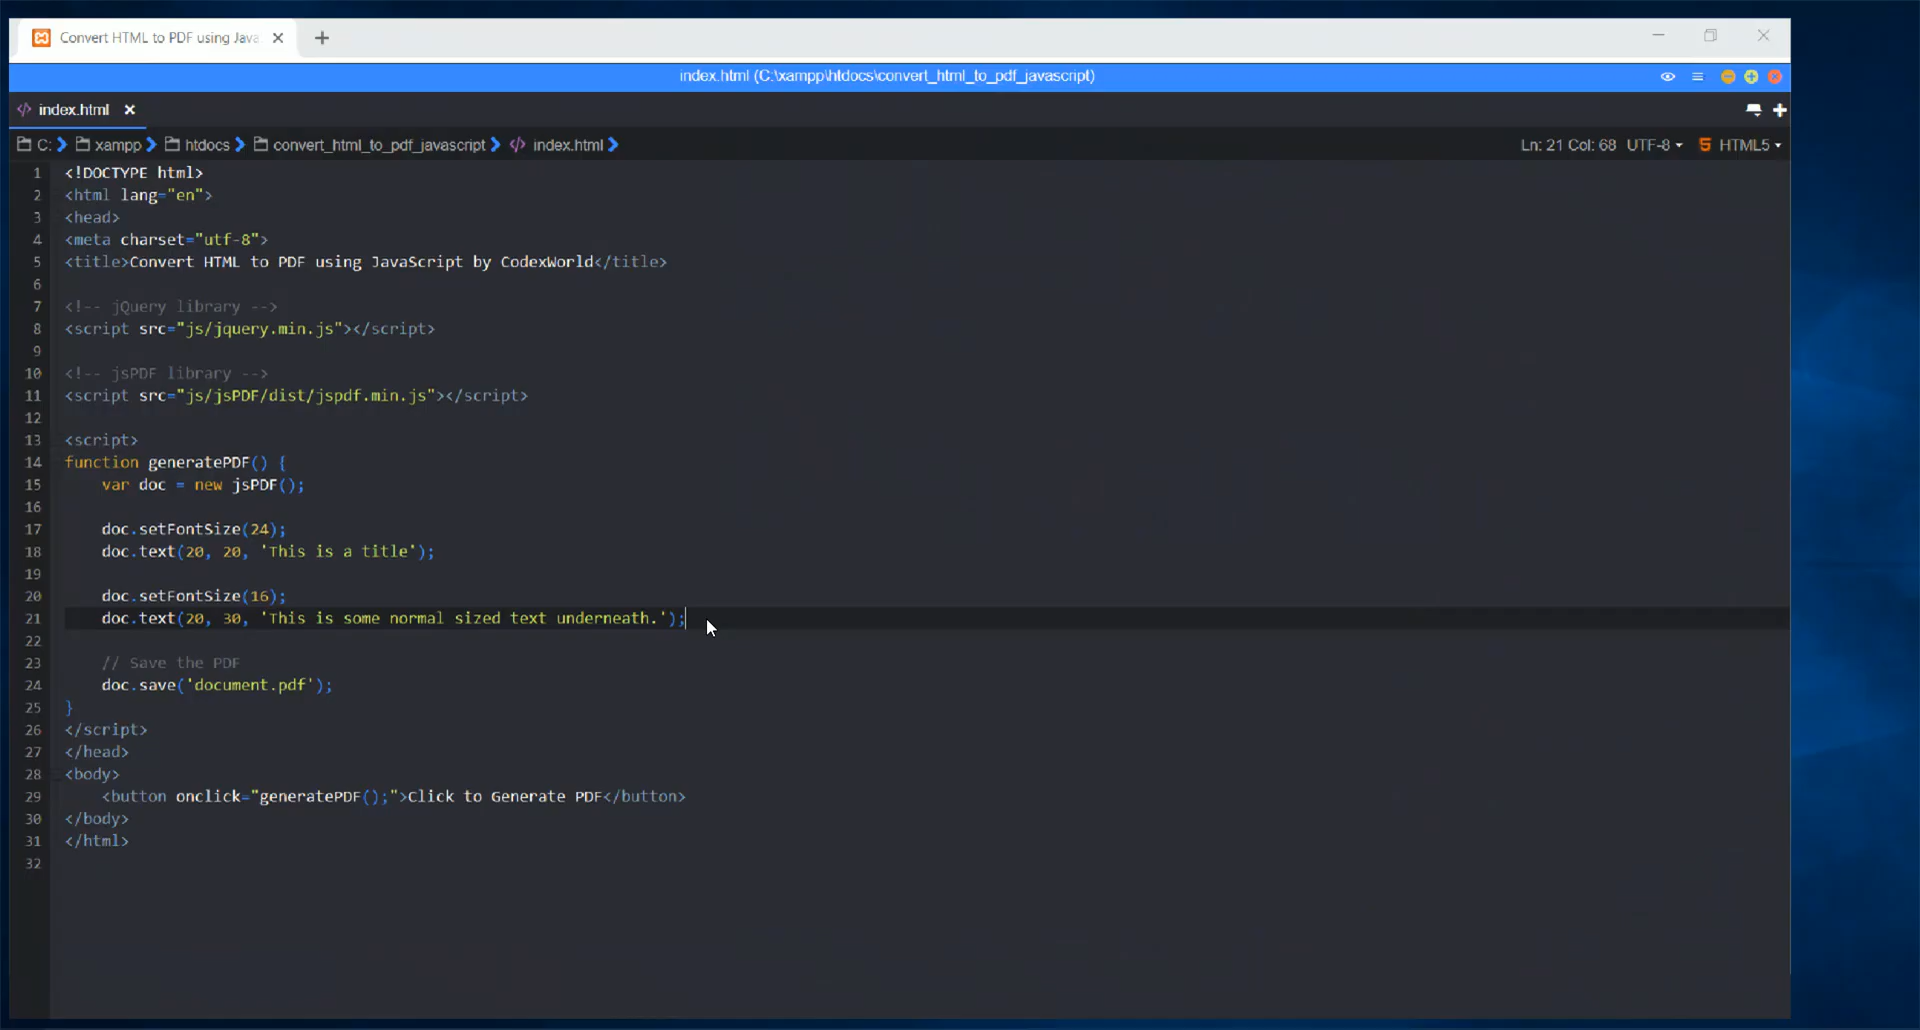 Convert HTML to PDF using Java
index.html (C:\xampp\htdocs\convert_html_to_pdf_javascript)
index.html
C: xampp htdocs convert_html_to_pdf_javascript index.html
Ln: 21 Col: 68 UTF-8 HTML5
1 <!DOCTYPE html>
2 <html lang="en">
3 <head>
4 <meta charset="utf-8">
5 <title>Convert HTML to PDF using JavaScript by CodexWorld</title>
6
7 <!-- jQuery library -->
8 <script src="js/jquery.min.js"></script>
9
10 <!-- jsPDF library -->
11 <script src="js/jsPDF/dist/jspdf.min.js"></script>
12
13 <script>
14 function generatePDF() {
15     var doc = new jsPDF();
16
17     doc.setFontSize(24);
18     doc.text(20, 20, 'This is a title');
19
20     doc.setFontSize(16);
21     doc.text(20, 30, 'This is some normal sized text underneath.');
22
23     // Save the PDF
24     doc.save('document.pdf');
25 }
26 </script>
27 </head>
28 <body>
29     <button onclick="generatePDF();">Click to Generate PDF</button>
30 </body>
31 </html>
32